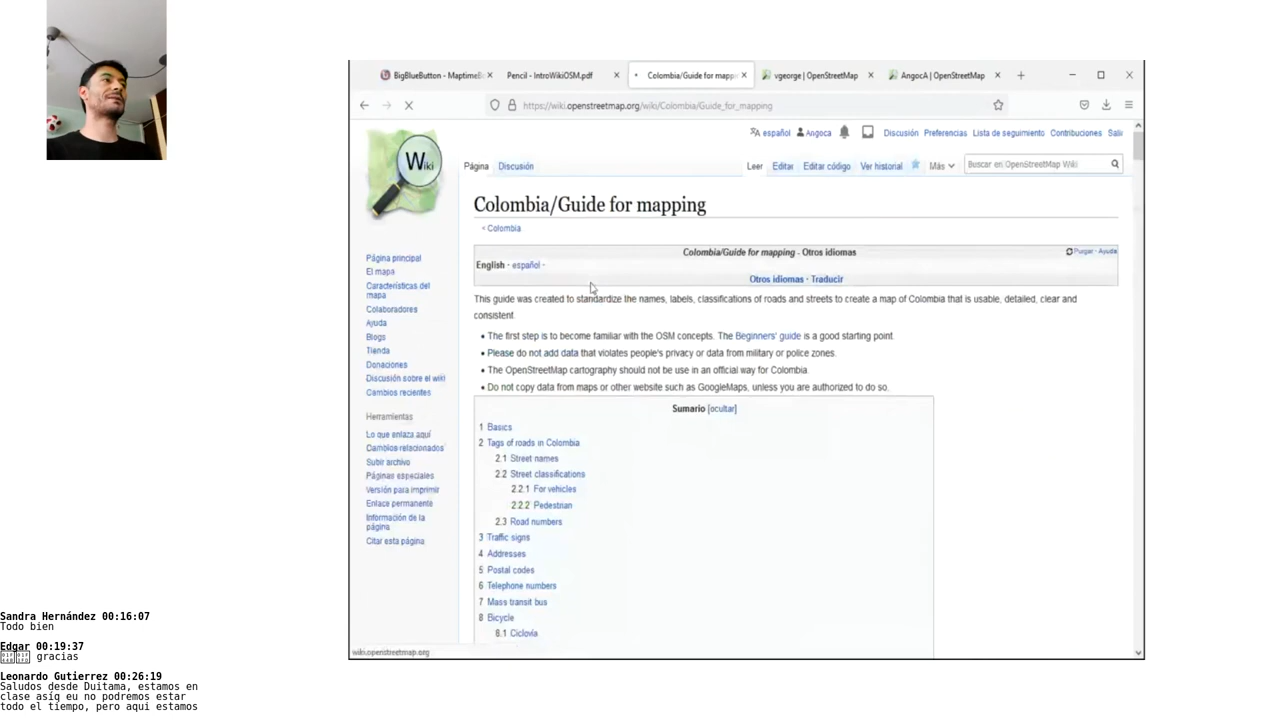 BigBlueButton - Maptime
Pencil - IntroWikiOSM.pdf
Colombia/Guide for mapp
vgeorge | OpenStreetMap
AngocA | OpenStreetMap
https://wiki.openstreetmap.org/wiki/Colombia/Guide_for_mapping
español Angoca Discusión Preferencias Lista de seguimiento Contribuciones Salir
Wiki
Página Discusión Leer Editar Editar código Ver historial Más Buscar en OpenStreetMap Wiki
Colombia/Guide for mapping
< Colombia
Colombia/Guide for mapping - Otros idiomas
Purgar · Ayuda
English · español ·
Otros idiomas · Traducir
This guide was created to standardize the names, labels, classifications of roads and streets to create a map of Colombia that is usable, detailed, clear and
consistent.
• The first step is to become familiar with the OSM concepts. The Beginners' guide is a good starting point
• Please do not add data that violates people's privacy or data from military or police zones.
• The OpenStreetMap cartography should not be use in an official way for Colombia.
• Do not copy data from maps or other website such as GoogleMaps, unless you are authorized to do so.
Sumario [ocultar]
1 Basics
2 Tags of roads in Colombia
2.1 Street names
2.2 Street classifications
2.2.1 For vehicles
2.2.2 Pedestrian
2.3 Road numbers
3 Traffic signs
4 Addresses
5 Postal codes
6 Telephone numbers
7 Mass transit bus
8 Bicycle
8.1 Ciclovía
Página principal
El mapa
Características del
mapa
Colaboradores
Ayuda
Blogs
Tienda
Donaciones
Discusión sobre el wiki
Cambios recientes
Herramientas
Lo que enlaza aquí
Cambios relacionados
Subir archivo
Páginas especiales
Versión para imprimir
Enlace permanente
Información de la
página
Citar esta página
wiki.openstreetmap.org
Sandra Hernández 00:16:07
Todo bien
Edgar 00:19:37
gracias
Leonardo Gutierrez 00:26:19
Saludos desde Duitama, estamos en
clase asig eu no podremos estar
todo el tiempo, pero aqui estamos